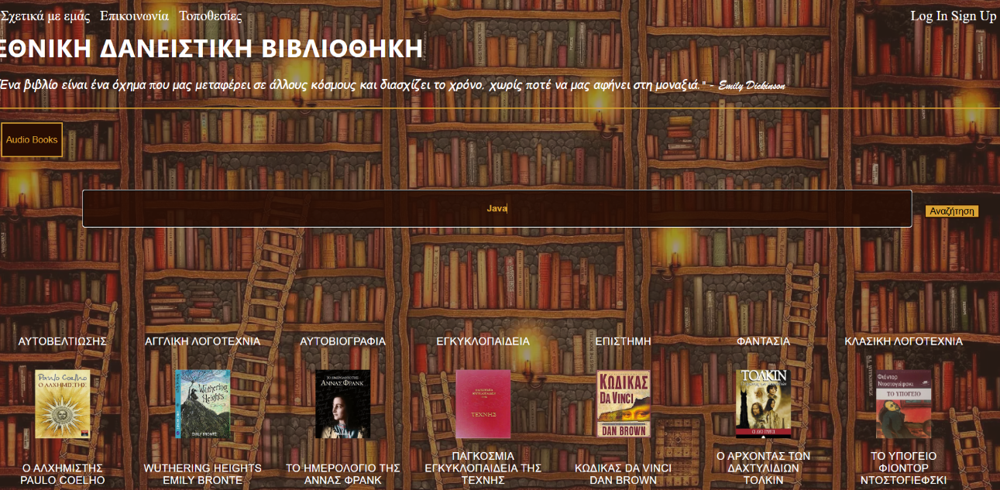 Σχετικά με εμάς Επικοινωνία Τοποθεσίες
Log In Sign Up
ΕΘΝΙΚΗ ΔΑΝΕΙΣΤΙΚΗ ΒΙΒΛΙΟΘΗΚΗ
Ένα βιβλίο είναι ένα όχημα που μας μεταφέρει σε άλλους κόσμους και διασχίζει το χρόνο, χωρίς ποτέ να μας αφήνει στη μοναξιά." - Emily Dickinson
Audio Books
Java
Αναζήτηση
ΑΥΤΟΒΕΛΤΙΩΣΗΣ
ΑΓΓΛΙΚΗ ΛΟΓΟΤΕΧΝΙΑ
ΑΥΤΟΒΙΟΓΡΑΦΙΑ
ΕΓΚΥΚΛΟΠΑΙΔΕΙΑ
ΕΠΙΣΤΗΜΗ
ΦΑΝΤΑΣΙΑ
ΚΛΑΣΙΚΗ ΛΟΓΟΤΕΧΝΙΑ
Paulo Coelho
Ο ΑΛΧΗΜΙΣΤΗΣ
Wuthering
Heights
EMILY BRONTË
ΤΟ ΗΜΕΡΟΛΟΓΙΟ ΤΗΣ
ΑΝΝΑΣ ΦΡΑΝΚ
ΤΕΧΝΗΣ
ΚΩΔΙΚΑΣ
DA VINCI
DAN BROWN
ΤΟΛΚΙΝ
Φιόντορ
Ντοστογιέφσκι
ΤΟ ΥΠΟΓΕΙΟ
Ο ΑΛΧΗΜΙΣΤΗΣ
PAULO COELHO
WUTHERING HEIGHTS
EMILY BRONTE
ΤΟ ΗΜΕΡΟΛΟΓΙΟ ΤΗΣ
ΑΝΝΑΣ ΦΡΑΝΚ
ΠΑΓΚΟΣΜΙΑ
ΕΓΚΥΚΛΟΠΑΙΔΕΙΑ ΤΗΣ
ΤΕΧΝΗΣ
ΚΩΔΙΚΑΣ DA VINCI
DAN BROWN
Ο ΑΡΧΟΝΤΑΣ ΤΩΝ
ΔΑΧΤΥΛΙΔΙΩΝ
ΤΟΛΚΙΝ
ΤΟ ΥΠΟΓΕΙΟ
ΦΙΟΝΤΟΡ
ΝΤΟΣΤΟΓΙΕΦΣΚΙ